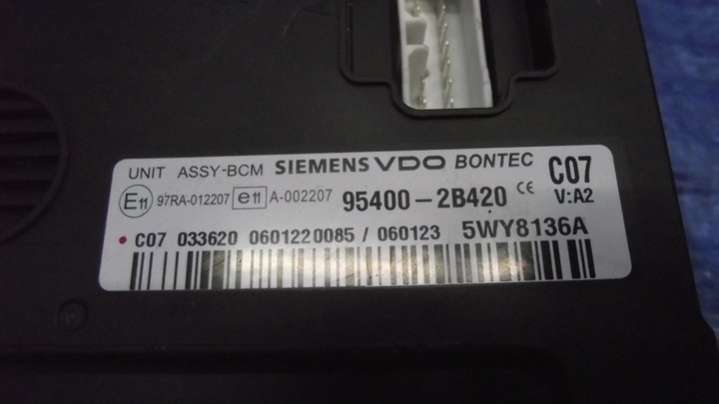 UNIT ASSY-BCM SIEMENS VDO BONTEC C07
E11 97RA-012207 e11 A-002207 95400-2B420 CE V:A2
C07 033620 0601220085 / 060123 5WY8136A